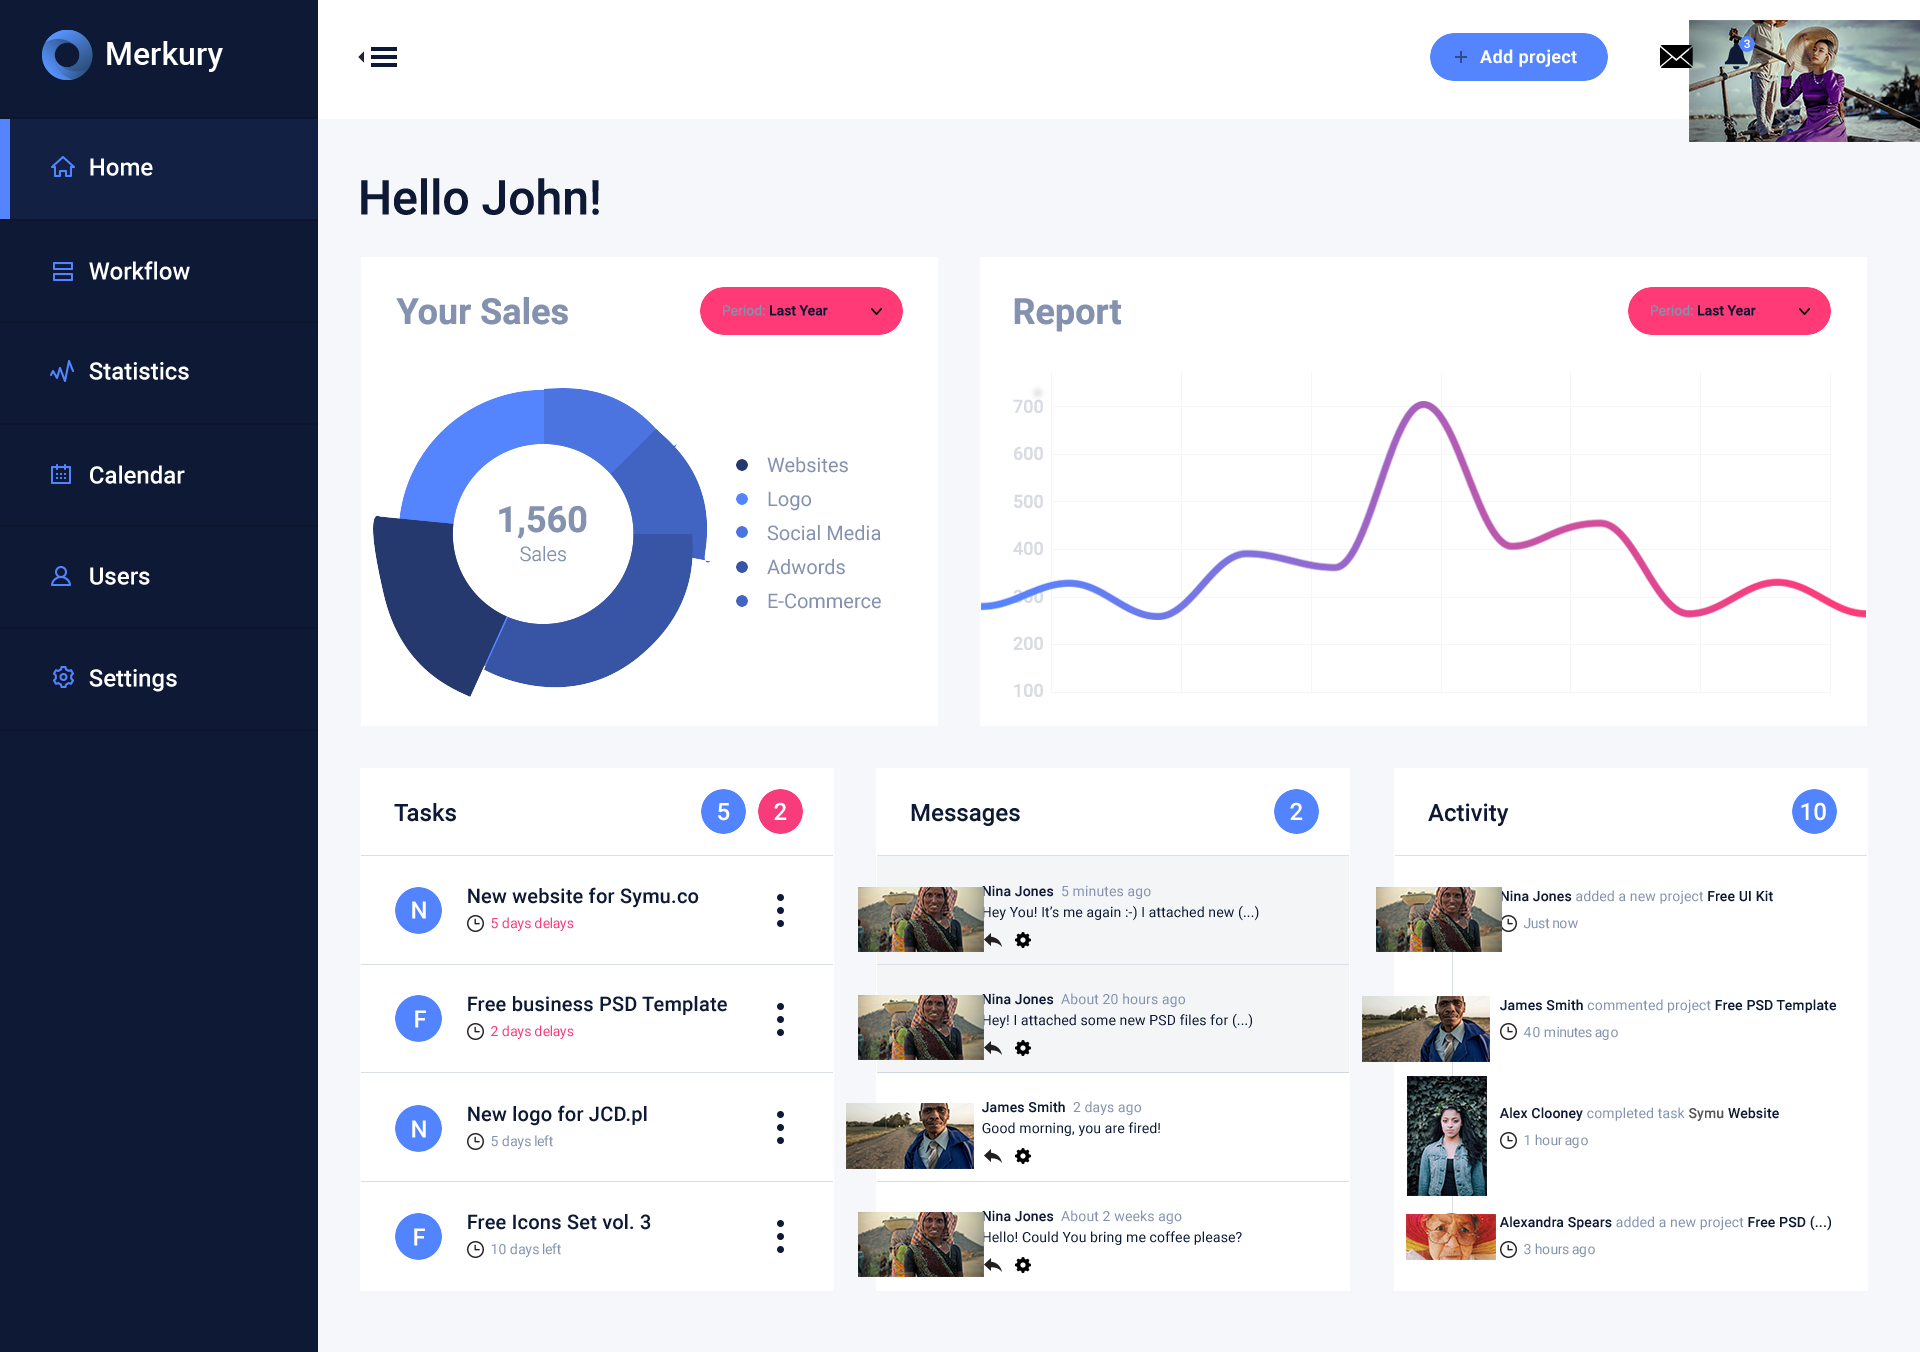 Merkury
Add project
3
Home
Workflow
Statistics
Calendar
Users
Settings
Hello John!
Your Sales
Period: Last Year
1,560
Sales
Websites
Logo
Social Media
Adwords
E-Commerce
Report
Period: Last Year
700
600
500
400
300
200
100
Tasks
5
2
N
New website for Symu.co
5 days delays
F
Free business PSD Template
2 days delays
N
New logo for JCD.pl
5 days left
F
Free Icons Set vol. 3
10 days left
Messages
2
Nina Jones 5 minutes ago
Hey You! It's me again :-) I attached new (...)
Nina Jones About 20 hours ago
Hey! I attached some new PSD files for (...)
James Smith 2 days ago
Good morning, you are fired!
Nina Jones About 2 weeks ago
Hello! Could You bring me coffee please?
Activity
10
Nina Jones added a new project Free UI Kit
Just now
James Smith commented project Free PSD Template
40 minutes ago
Alex Clooney completed task Symu Website
1 hour ago
Alexandra Spears added a new project Free PSD (...)
3 hours ago